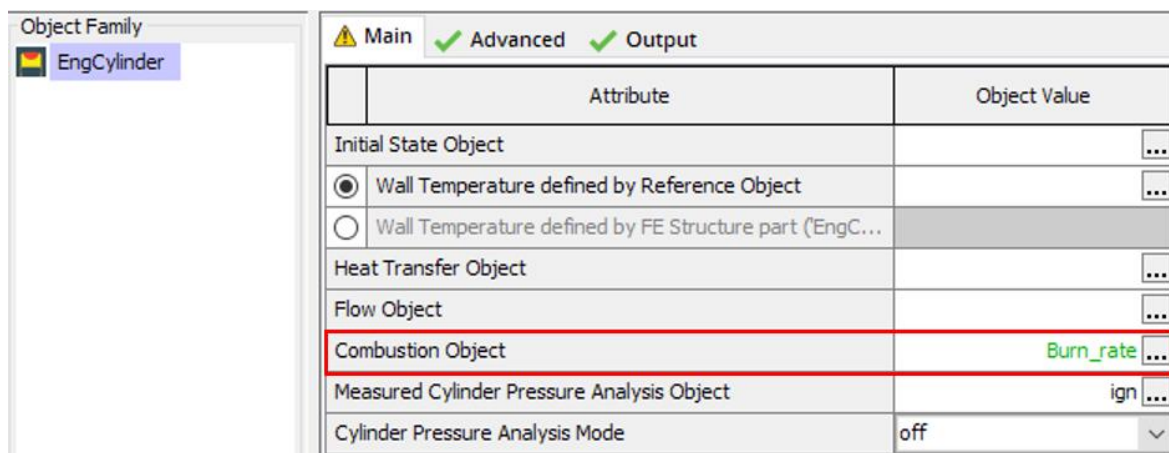 Object Family
EngCylinder
Main Advanced Output
Attribute Object Value
Initial State Object ...
Wall Temperature defined by Reference Object ...
Wall Temperature defined by FE Structure part ('EngC...
Heat Transfer Object ...
Flow Object ...
Combustion Object Burn_rate ...
Measured Cylinder Pressure Analysis Object ign ...
Cylinder Pressure Analysis Mode off